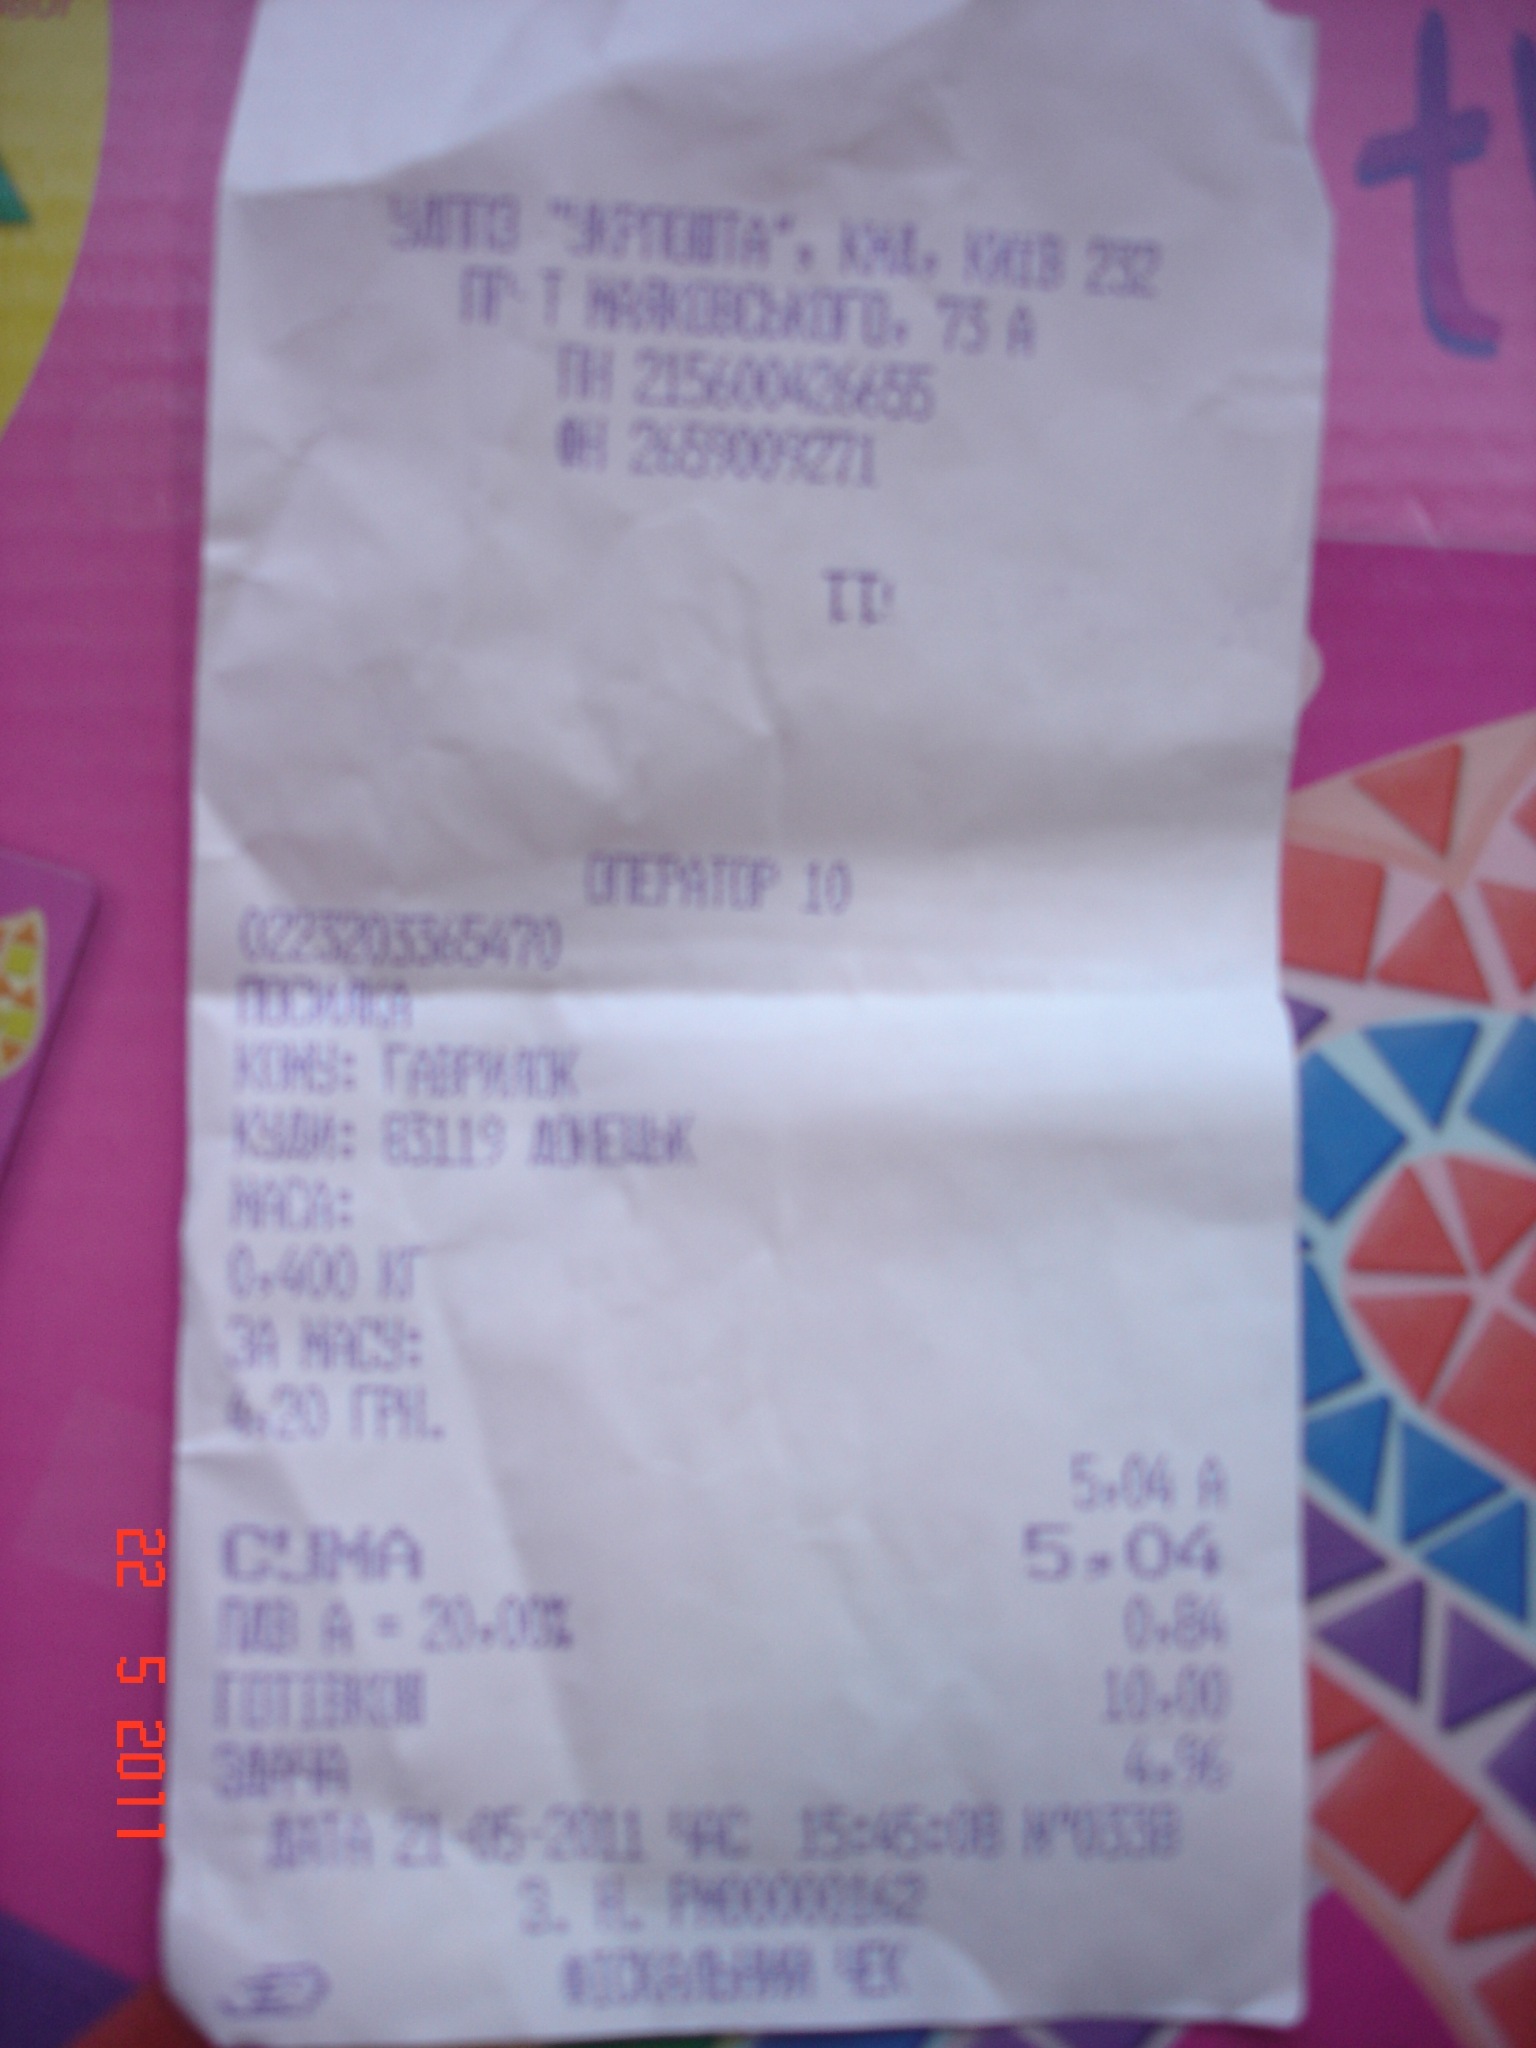 УДППЗ "УКРПОШТА", КМД, КИЇВ 232
ПР-Т МАЯКОВСЬКОГО, 75 А
ПН 215600426655
ФН 2659009271
ОПЕРАТОР 10
0223203365470
ПОСИЛКА
КОМУ: ГАВРИЛЮК
КУДИ: 83119 ДОНЕЦЬК
МАСА:
0.400 КГ
ЗА МАСУ:
4.20 ГРН.
5.04 А
СУМА 5.04
ПДВ А = 20.00% 0.84
ГОТІВКОЮ 10.00
ЗДАЧА 4.96
ДАТА 21-05-2011 ЧАС 15:45:08 №0338
З. Н. РМ00000162
ФІСКАЛЬНИЙ ЧЕК
22 5 2011